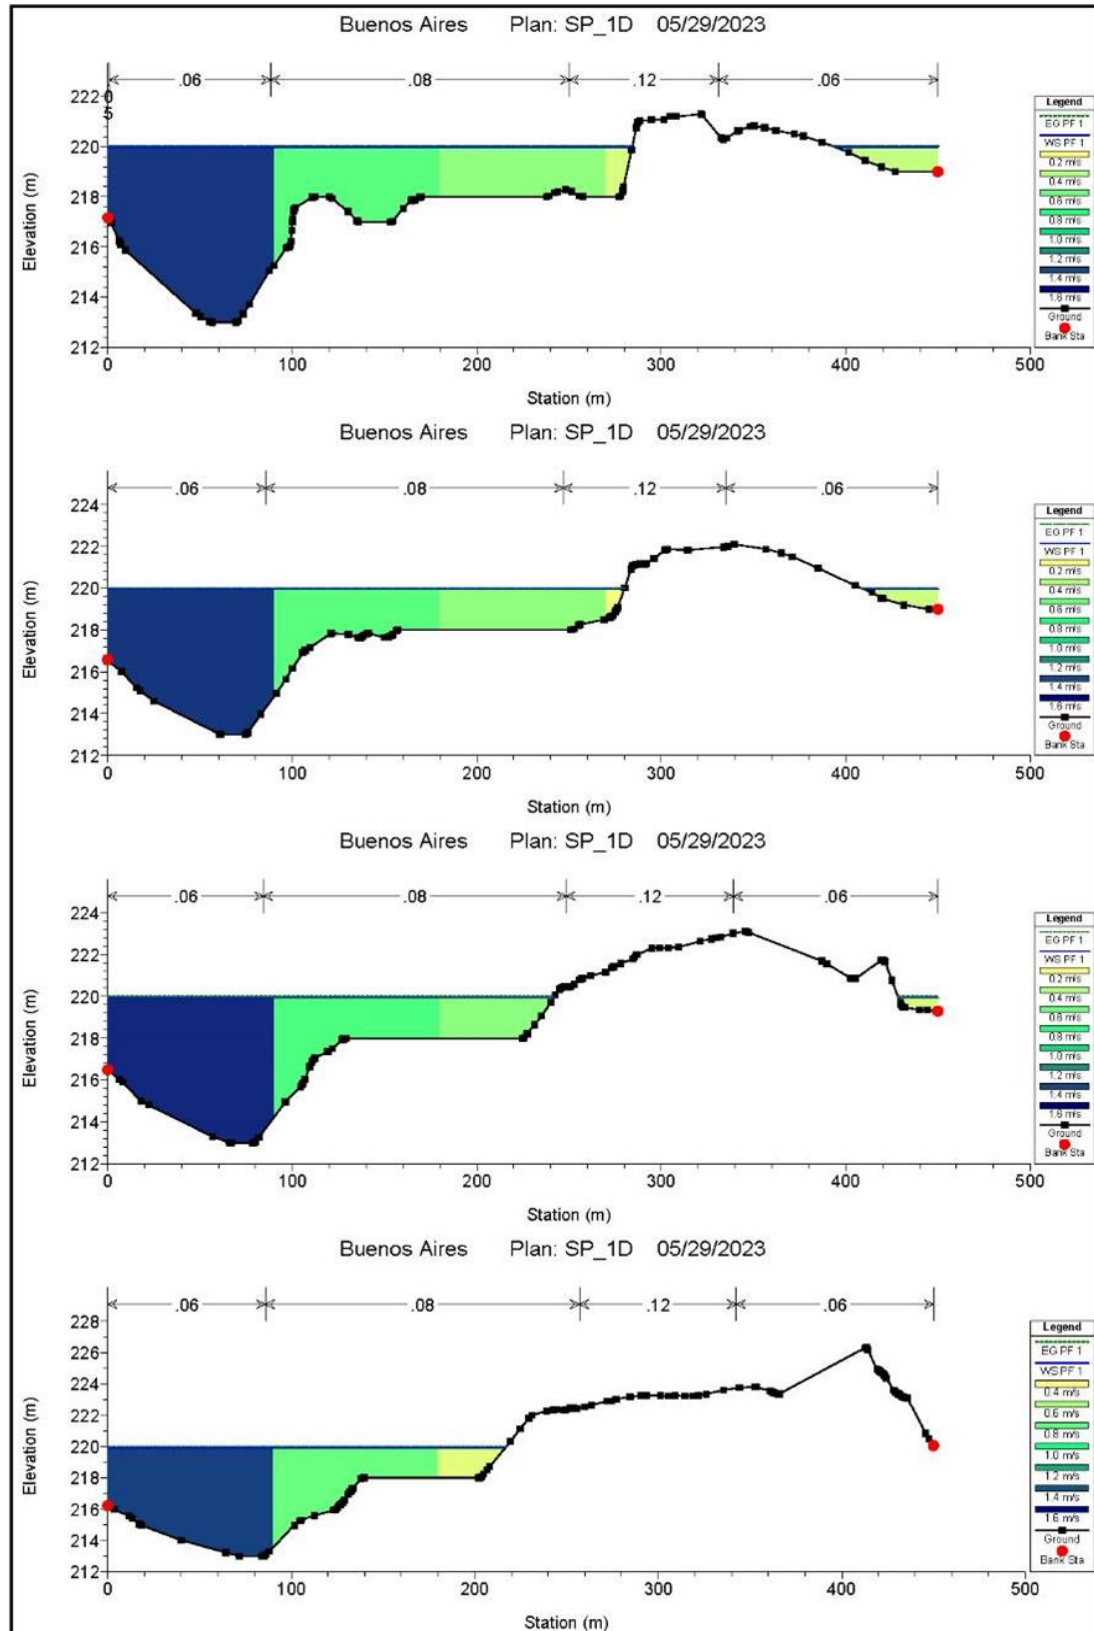 Buenos Aires Plan: SP_1D 05/29/2023
.06 .08 .12 .06
0
5
222
220
218
216
214
212
Elevation (m)
0 100 200 300 400 500
Station (m)
Legend
EG PF 1
WS PF 1
0.2 m/s
0.4 m/s
0.6 m/s
0.8 m/s
1.0 m/s
1.2 m/s
1.4 m/s
1.6 m/s
Ground
Bank Sta
Buenos Aires Plan: SP_1D 05/29/2023
.06 .08 .12 .06
224
222
220
218
216
214
212
Elevation (m)
0 100 200 300 400 500
Station (m)
Legend
EG PF 1
WS PF 1
0.2 m/s
0.4 m/s
0.6 m/s
0.8 m/s
1.0 m/s
1.2 m/s
1.4 m/s
1.6 m/s
Ground
Bank Sta
Buenos Aires Plan: SP_1D 05/29/2023
.06 .08 .12 .06
224
222
220
218
216
214
212
Elevation (m)
0 100 200 300 400 500
Station (m)
Legend
EG PF 1
WS PF 1
0.2 m/s
0.4 m/s
0.6 m/s
0.8 m/s
1.0 m/s
1.2 m/s
1.4 m/s
1.6 m/s
Ground
Bank Sta
Buenos Aires Plan: SP_1D 05/29/2023
.06 .08 .12 .06
228
226
224
222
220
218
216
214
212
Elevation (m)
0 100 200 300 400 500
Station (m)
Legend
EG PF 1
WS PF 1
0.4 m/s
0.6 m/s
0.8 m/s
1.0 m/s
1.2 m/s
1.4 m/s
1.6 m/s
Ground
Bank Sta